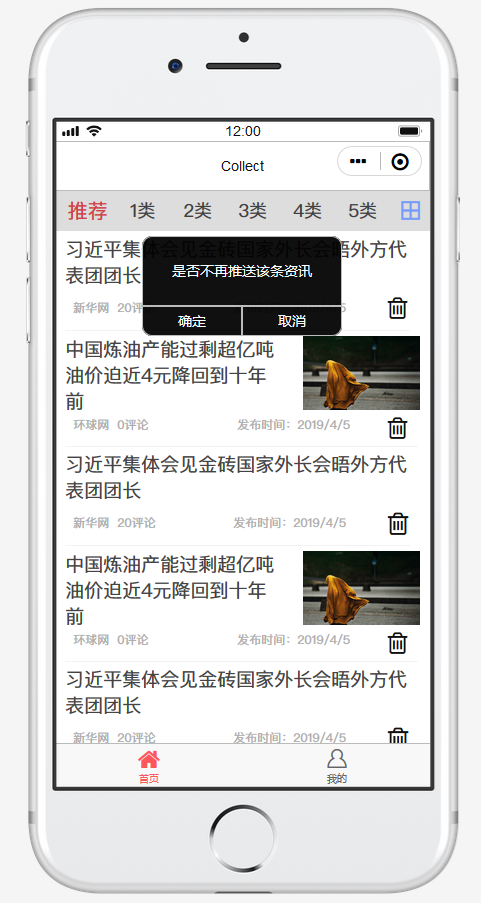 12:00
Collect
推荐 1类 2类 3类 4类 5类
习近平集体会见金砖国家外长会晤外方代
表团团长
是否不再推送该条资讯
新华网 20评论
确定 取消
中国炼油产能过剩超亿吨
油价迫近4元降回到十年
前
环球网 0评论 发布时间：2019/4/5
习近平集体会见金砖国家外长会晤外方代
表团团长
新华网 20评论 发布时间：2019/4/5
中国炼油产能过剩超亿吨
油价迫近4元降回到十年
前
环球网 0评论 发布时间：2019/4/5
习近平集体会见金砖国家外长会晤外方代
表团团长
新华网 20评论 发布时间：2019/4/5
首页 我的